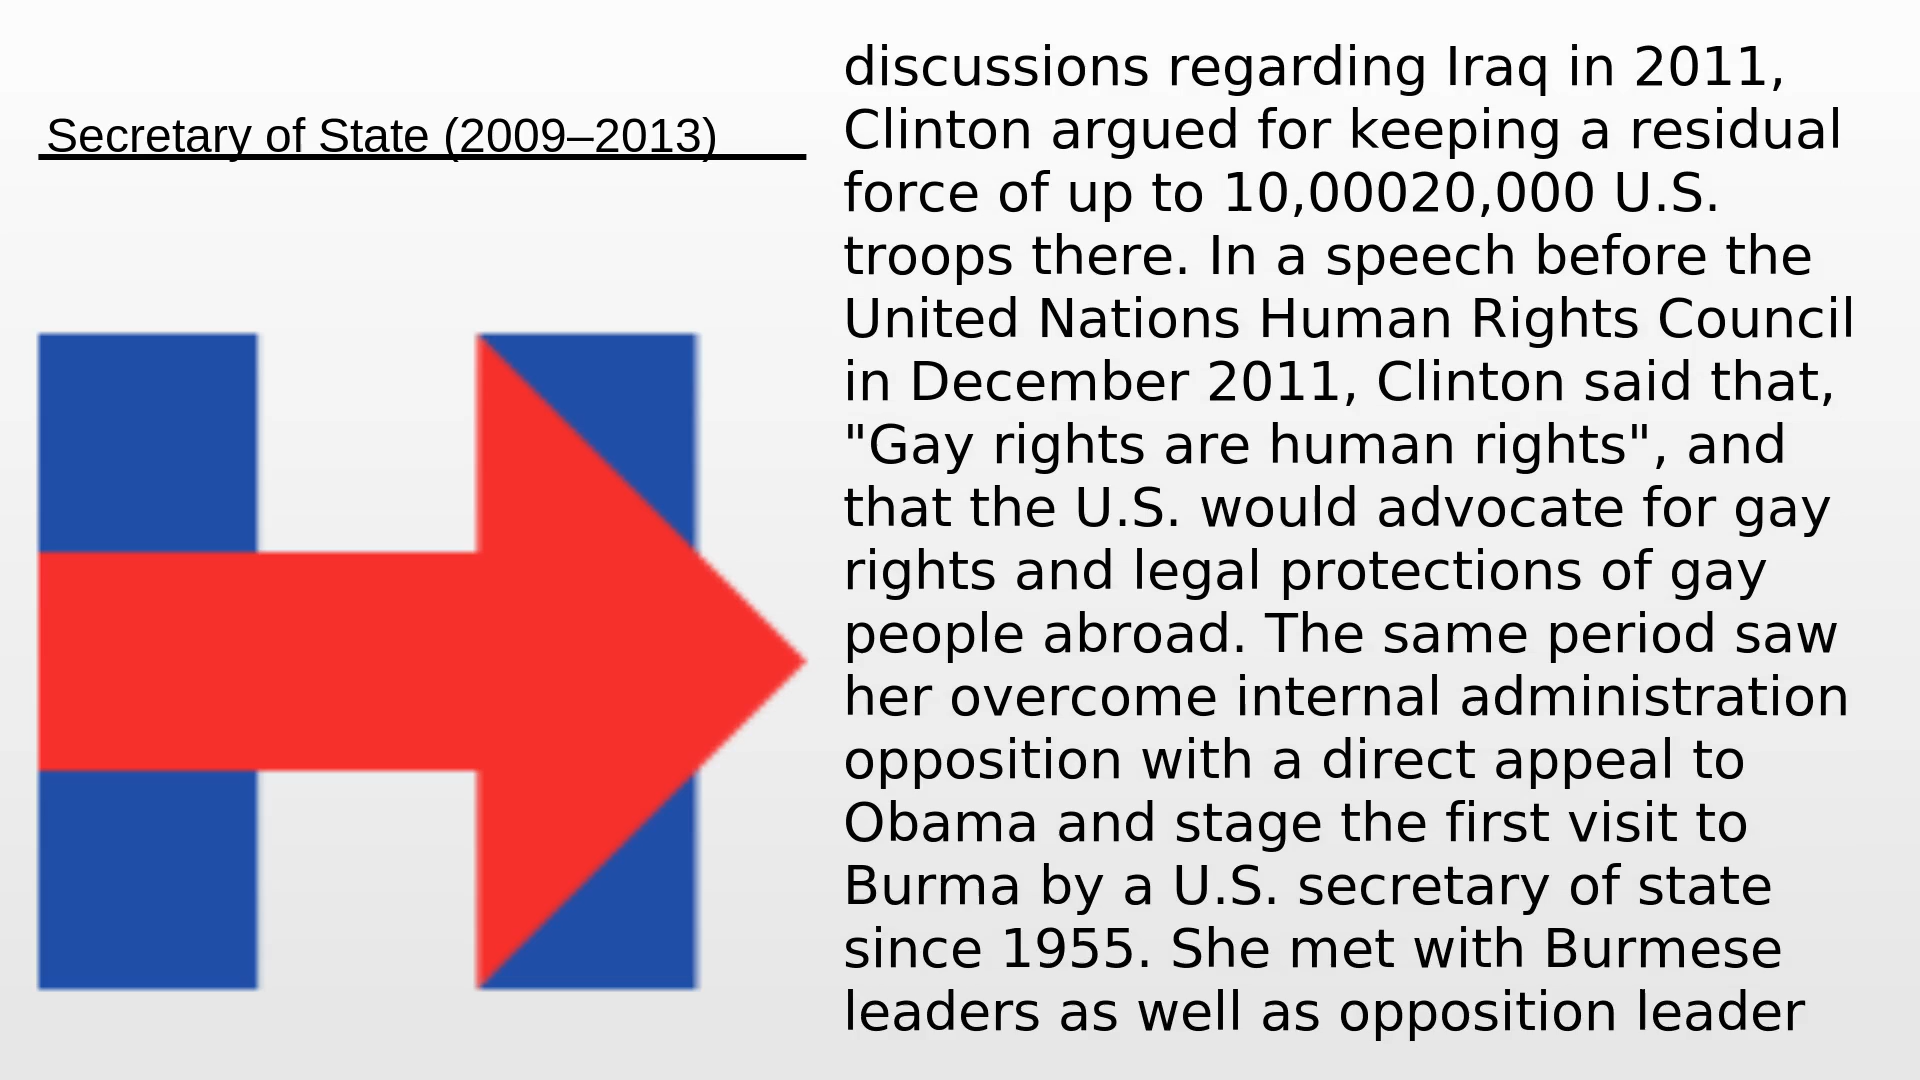 Secretary of State (2009–2013)
discussions regarding Iraq in 2011,
Clinton argued for keeping a residual
force of up to 10,00020,000 U.S.
troops there. In a speech before the
United Nations Human Rights Council
in December 2011, Clinton said that,
"Gay rights are human rights", and
that the U.S. would advocate for gay
rights and legal protections of gay
people abroad. The same period saw
her overcome internal administration
opposition with a direct appeal to
Obama and stage the first visit to
Burma by a U.S. secretary of state
since 1955. She met with Burmese
leaders as well as opposition leader